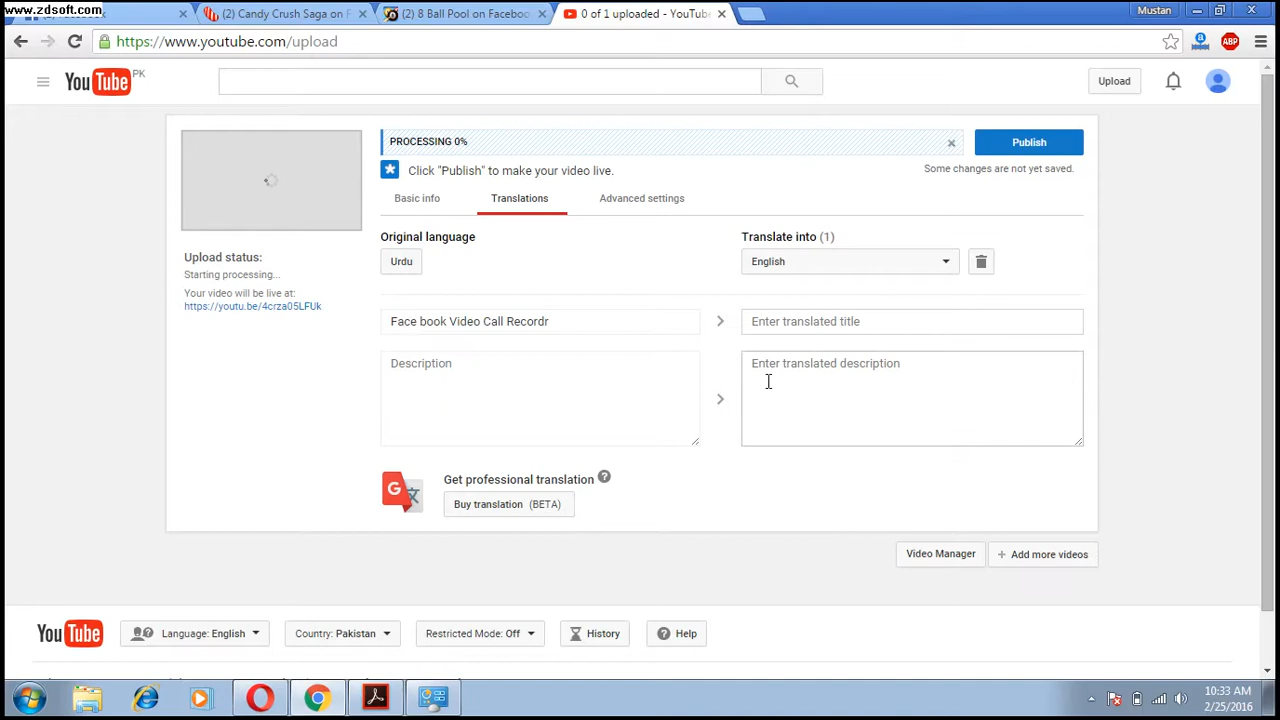 www.zdsoft.com
(2) Candy Crush Saga on F
(2) 8 Ball Pool on Faceboo
0 of 1 uploaded - YouTube
Mustan
https://www.youtube.com/upload
ABP
YouTube PK
Upload
PROCESSING 0%
Publish
Click "Publish" to make your video live.
Some changes are not yet saved.
Basic info
Translations
Advanced settings
Original language
Translate into (1)
Urdu
English
Upload status:
Starting processing...
Your video will be live at:
https://youtu.be/4crza05LFUk
Face book Video Call Recordr
Enter translated title
Description
Enter translated description
Get professional translation ?
G
Buy translation (BETA)
Video Manager
+ Add more videos
YouTube
Language: English
Country: Pakistan
Restricted Mode: Off
History
Help
10:33 AM
2/25/2016